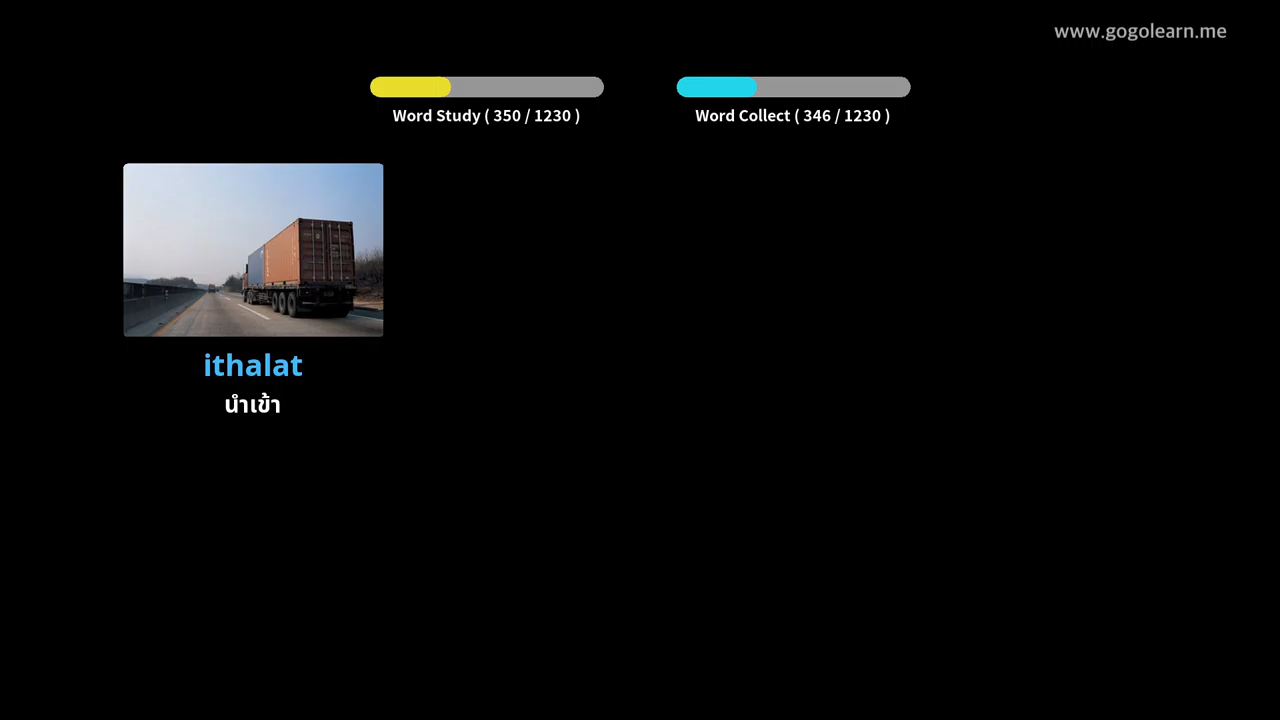 www.gogolearn.me
Word Study ( 350 / 1230 )
Word Collect ( 346 / 1230 )
ithalat
นำเข้า